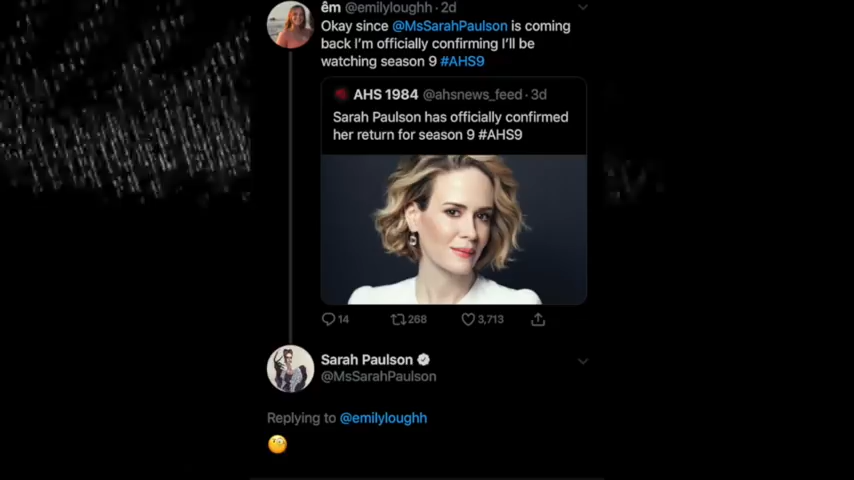 êm @emilyloughh · 2d
Okay since @MsSarahPaulson is coming
back I'm officially confirming I'll be
watching season 9 #AHS9
AHS 1984 @ahsnews_feed · 3d
Sarah Paulson has officially confirmed
her return for season 9 #AHS9
14 268 3,713
Sarah Paulson
@MsSarahPaulson
Replying to @emilyloughh
🧐